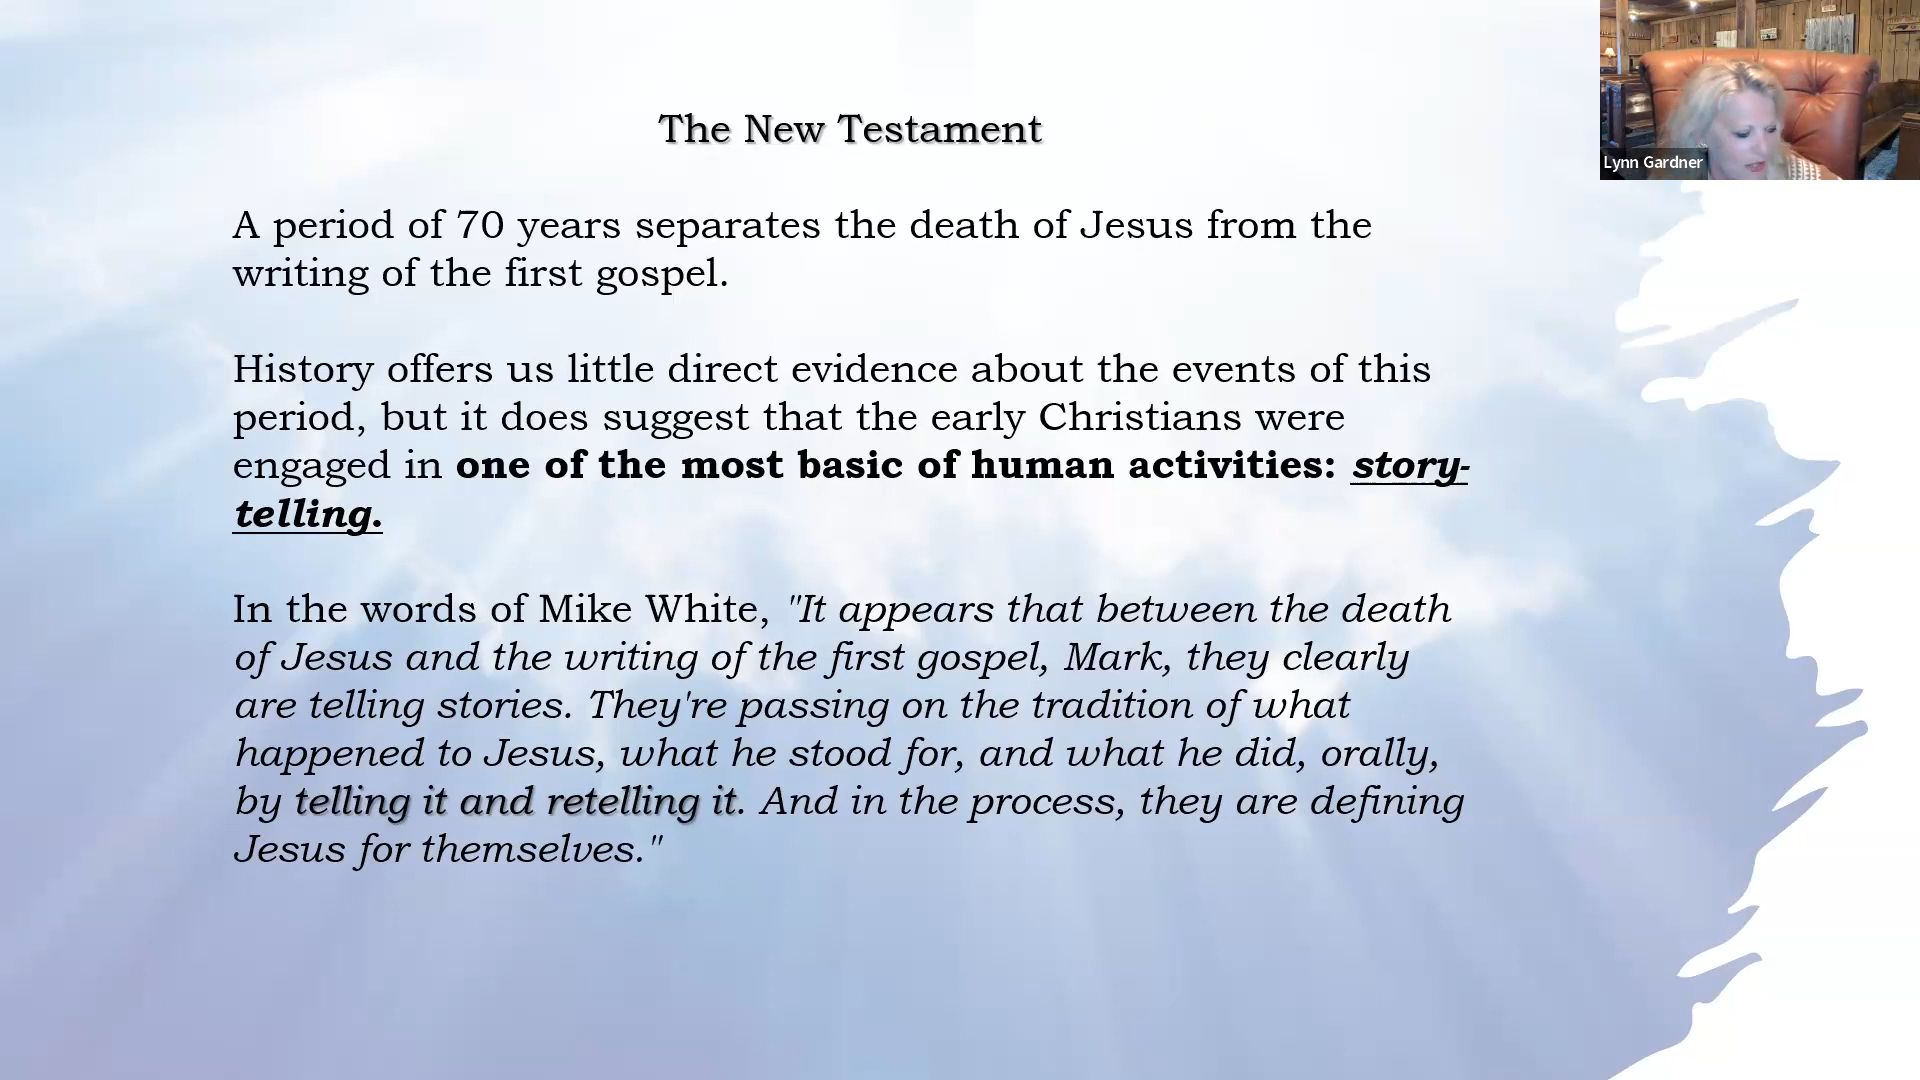 The New Testament
Lynn Gardner
A period of 70 years separates the death of Jesus from the
writing of the first gospel.
History offers us little direct evidence about the events of this
period, but it does suggest that the early Christians were
engaged in one of the most basic of human activities: story-
telling.
In the words of Mike White, "It appears that between the death
of Jesus and the writing of the first gospel, Mark, they clearly
are telling stories. They're passing on the tradition of what
happened to Jesus, what he stood for, and what he did, orally,
by telling it and retelling it. And in the process, they are defining
Jesus for themselves."